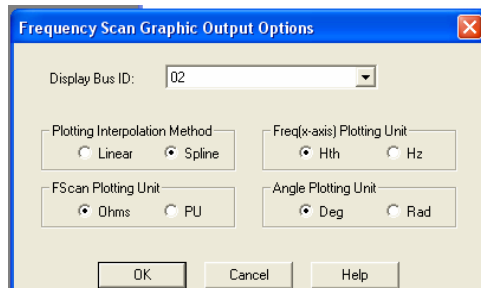 Frequency Scan Graphic Output Options
Display Bus ID: 02
Plotting Interpolation Method
Linear Spline
Freq(x-axis) Plotting Unit
Hth Hz
FScan Plotting Unit
Ohms PU
Angle Plotting Unit
Deg Rad
OK Cancel Help